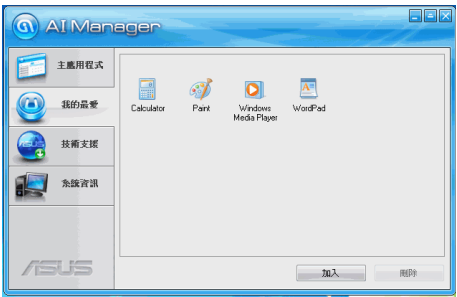 AI Manager
主應用程式
我的最愛
技術支援
系統資訊
Calculator
Paint
Windows
Media Player
WordPad
ASUS
加入
刪除